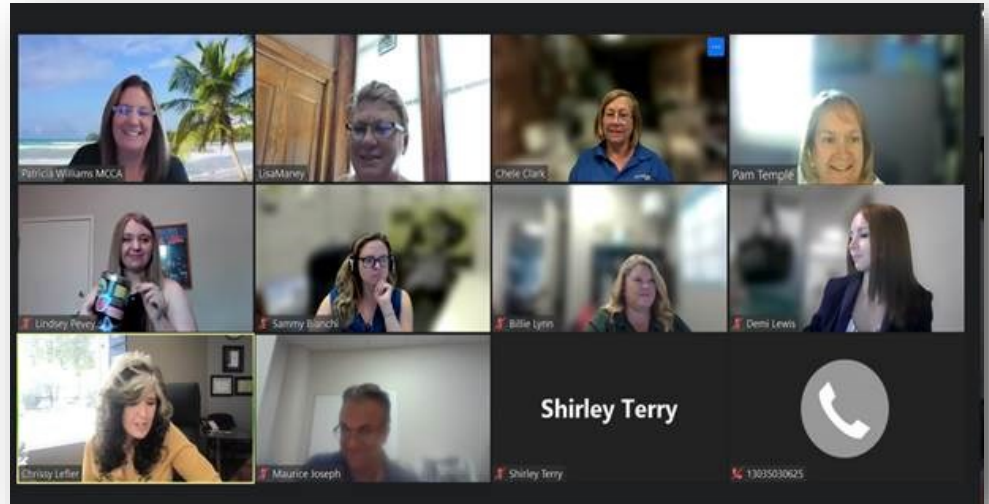 Patricia Williams MCCA
LisaMarvey
Chele Clark
Pam Temple
Lindsey Pevey
Sammy Bianchi
Billie Lynn
Demi Lewis
Chrissy Lefler
Maurice Joseph
Shirley Terry
Shirley Terry
13035030625